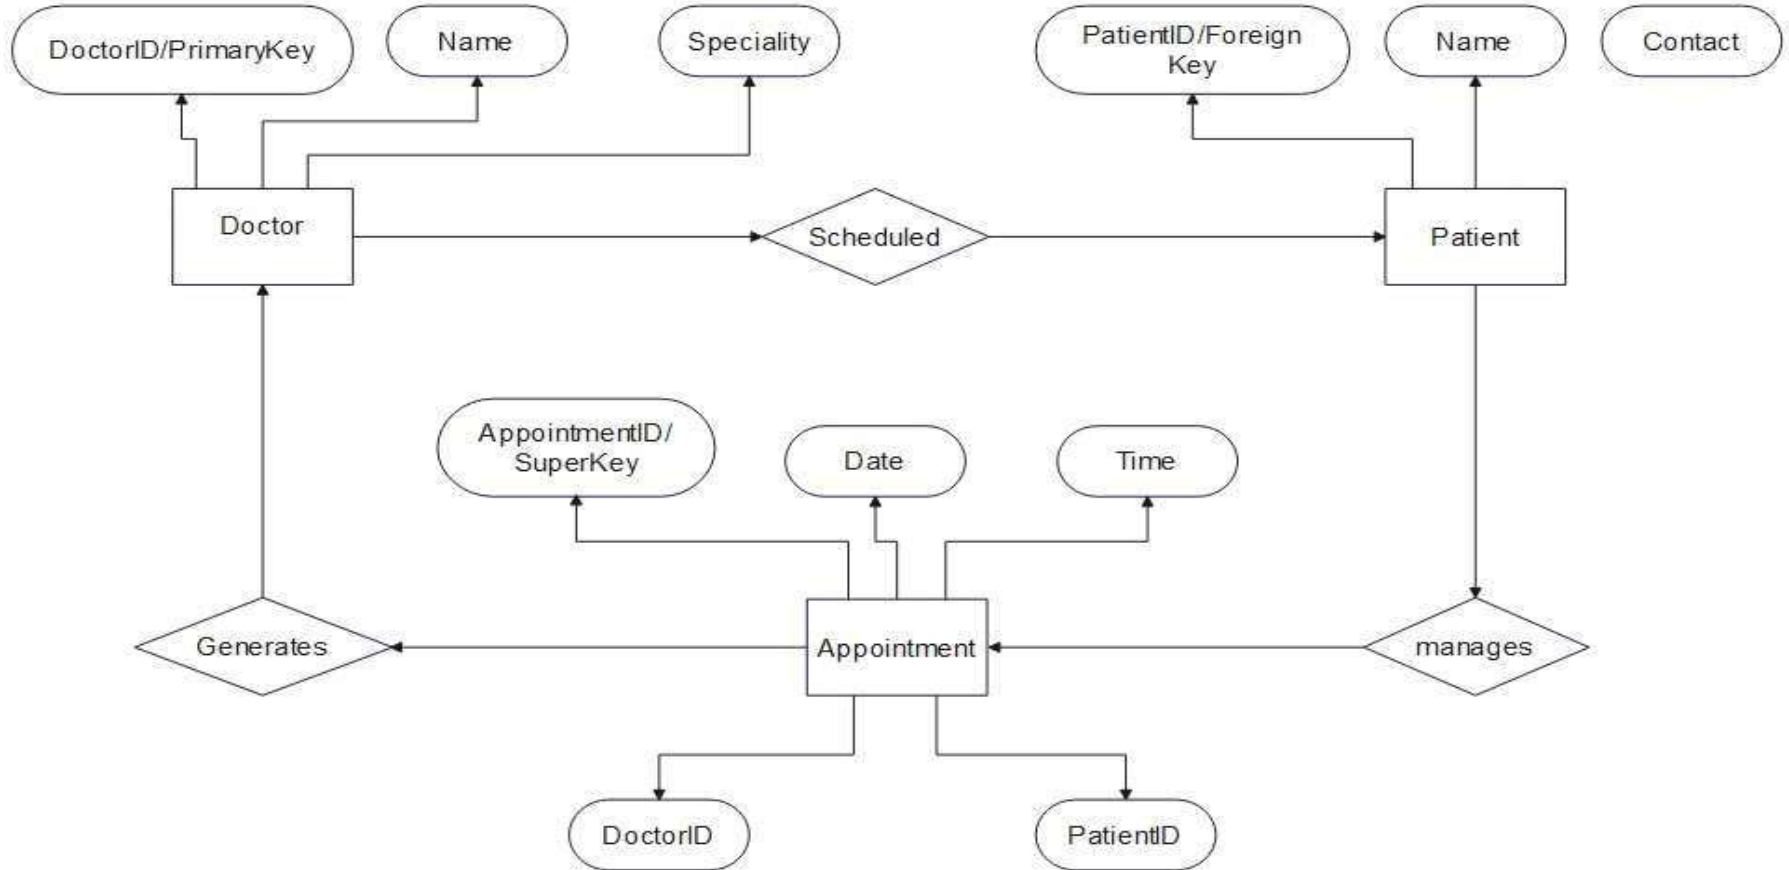 DoctorID/PrimaryKey
Name
Speciality
PatientID/Foreign
Key
Name
Contact
Doctor
Scheduled
Patient
AppointmentID/
SuperKey
Date
Time
Generates
Appointment
manages
DoctorID
PatientID